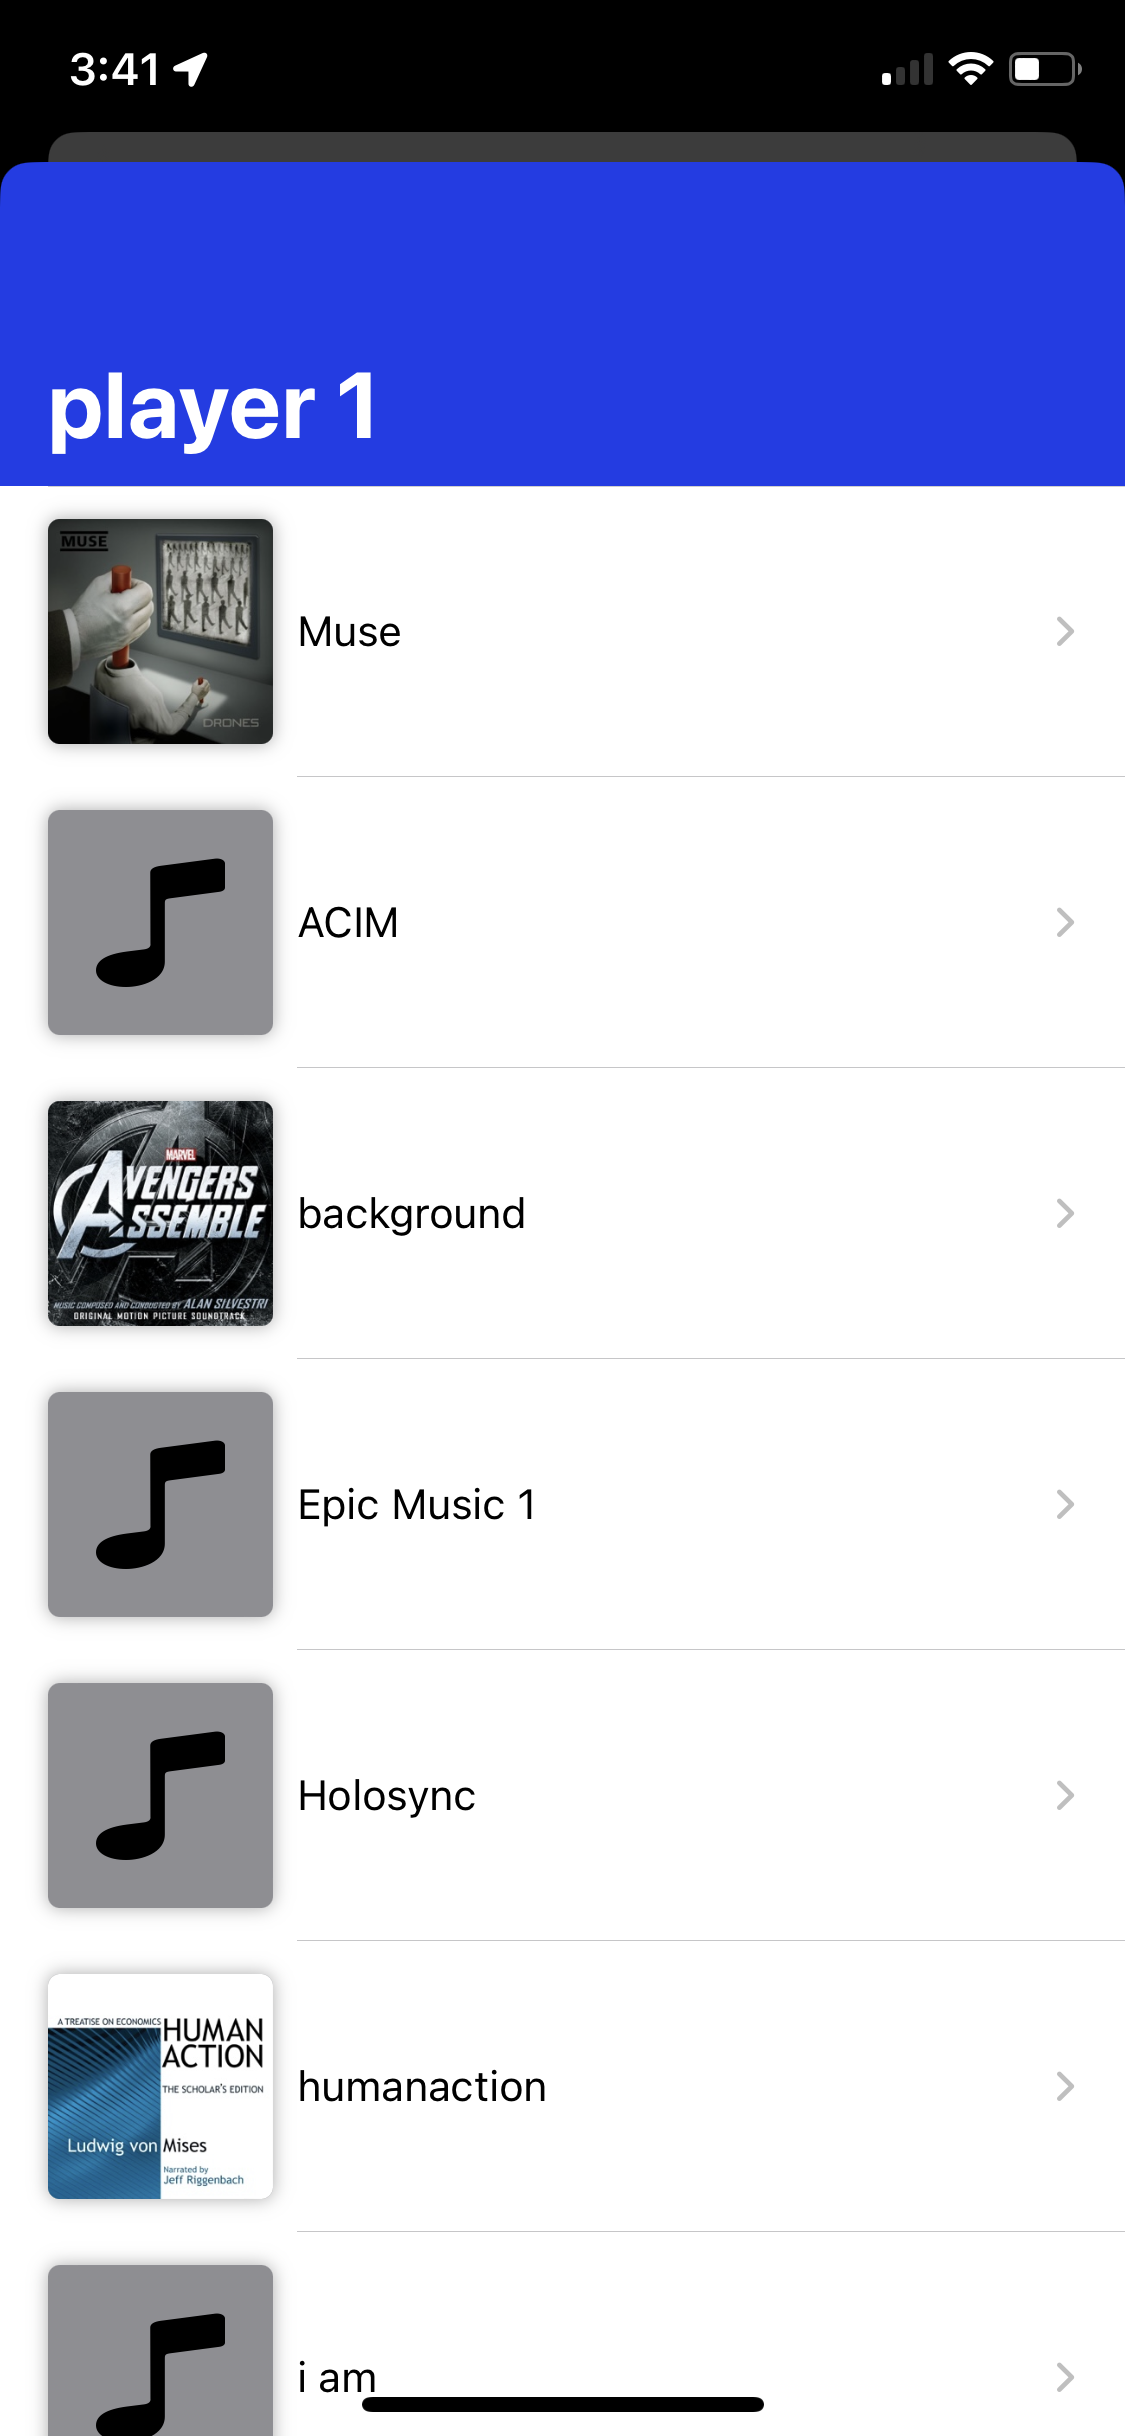 3:41
player 1
MUSE
DRONES
Muse
ACIM
MARVEL
AVENGERS
ASSEMBLE
MUSIC COMPOSED AND CONDUCTED BY ALAN SILVESTRI
ORIGINAL MOTION PICTURE SOUNDTRACK
background
Epic Music 1
Holosync
A TREATISE ON ECONOMICS
HUMAN
ACTION
THE SCHOLAR'S EDITION
Ludwig von Mises
Narrated by
Jeff Riggenbach
humanaction
i am